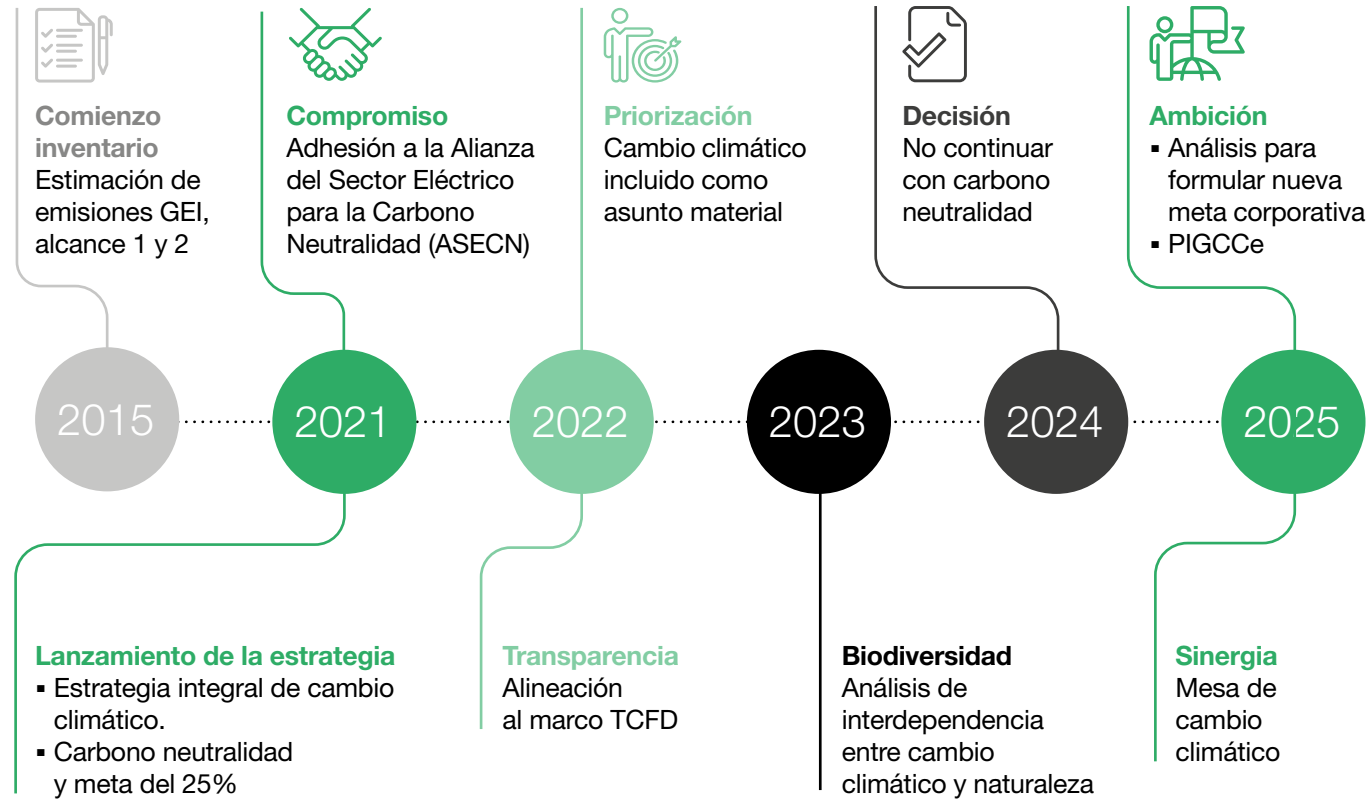 Comienzo
inventario
Estimación de
emisiones GEI,
alcance 1 y 2
Compromiso
Adhesión a la Alianza
del Sector Eléctrico
para la Carbono
Neutralidad (ASECN)
Priorización
Cambio climático
incluido como
asunto material
Decisión
No continuar
con carbono
neutralidad
Ambición
▪ Análisis para
formular nueva
meta corporativa
▪ PIGCCe
2015
2021
2022
2023
2024
2025
Lanzamiento de la estrategia
▪ Estrategia integral de cambio
climático.
▪ Carbono neutralidad
y meta del 25%
Transparencia
Alineación
al marco TCFD
Biodiversidad
Análisis de
interdependencia
entre cambio
climático y naturaleza
Sinergia
Mesa de
cambio
climático